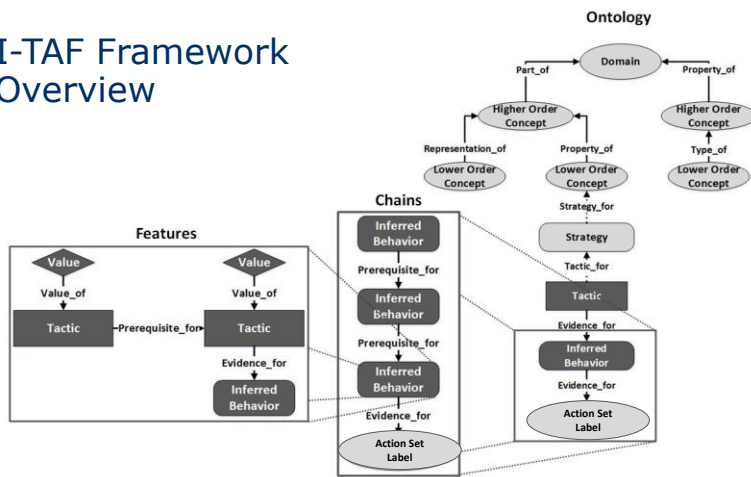 I-TAF Framework
Overview
Ontology
Domain
Part_of
Property_of
Higher Order
Concept
Higher Order
Concept
Representation_of
Property_of
Type_of
Lower Order
Concept
Lower Order
Concept
Lower Order
Concept
Strategy_for
Strategy
Tactic_for
Tactic
Evidence_for
Inferred
Behavior
Evidence_for
Action Set
Label
Chains
Inferred
Behavior
Prerequisite_for
Inferred
Behavior
Prerequisite_for
Inferred
Behavior
Evidence_for
Action Set
Label
Features
Value
Value
Value_of
Value_of
Tactic
Prerequisite_for
Tactic
Evidence_for
Inferred
Behavior